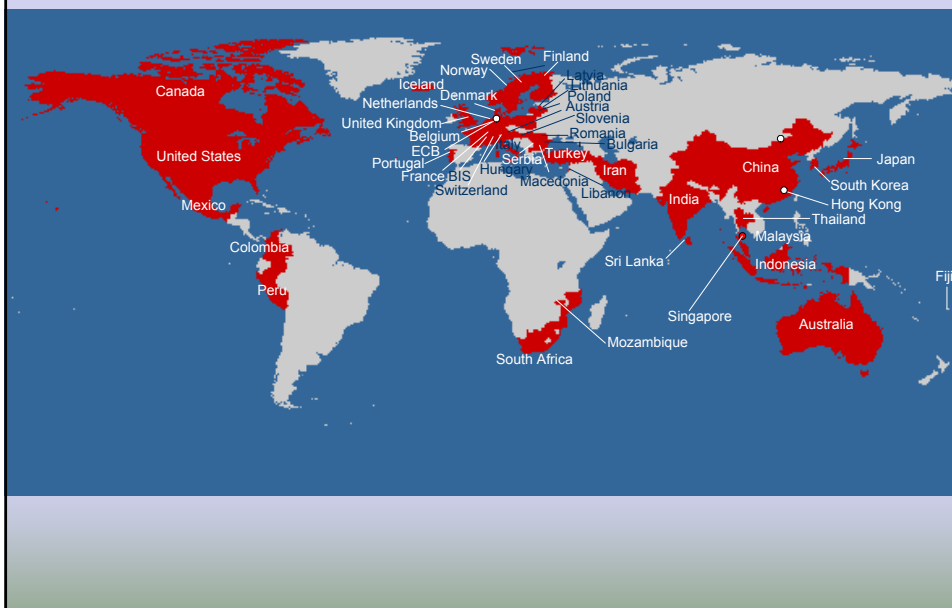 Canada
United States
Mexico
Colombia
Peru
Iceland
Norway
Sweden
Finland
Denmark
Netherlands
United Kingdom
Belgium
ECB
Portugal
France
BIS
Switzerland
Latvia
Lithuania
Poland
Austria
Slovenia
Romania
Bulgaria
Italy
Hungary
Serbia
Turkey
Macedonia
Libanon
Iran
India
China
Japan
South Korea
Hong Kong
Thailand
Malaysia
Sri Lanka
Indonesia
Singapore
Fiji
Australia
Mozambique
South Africa